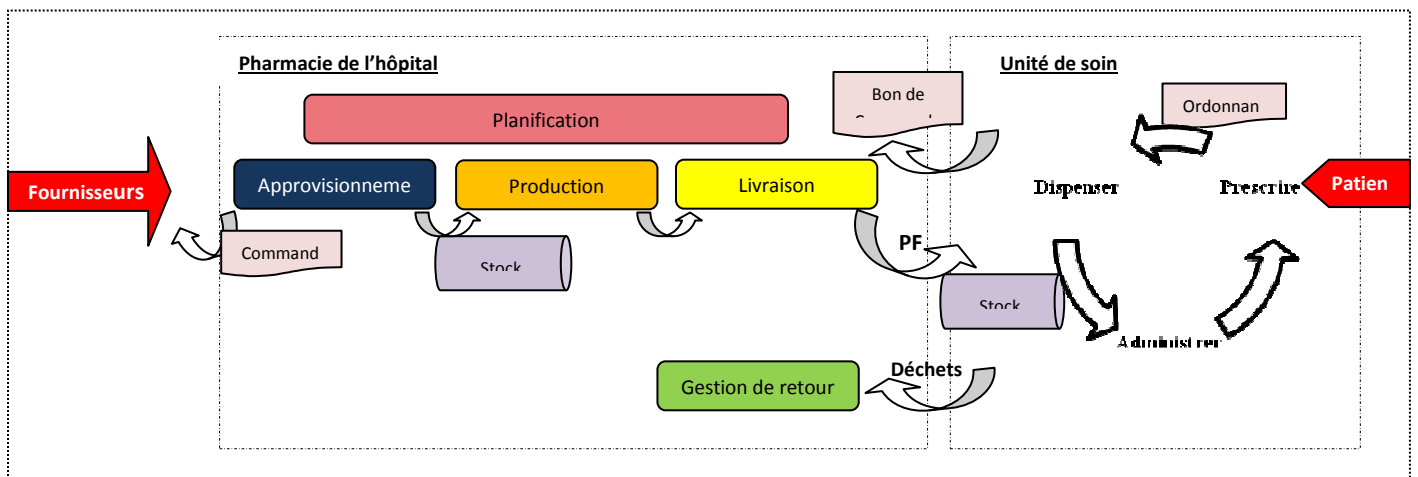 Pharmacie de l'hôpital
Unité de soin
Bon de
Ordonnan
Planification
Fournisseurs
Approvisionneme
Production
Livraison
Dispenser
Prescrire
Patien
Command
Stock
PF
Stock
Administrer
Déchets
Gestion de retour